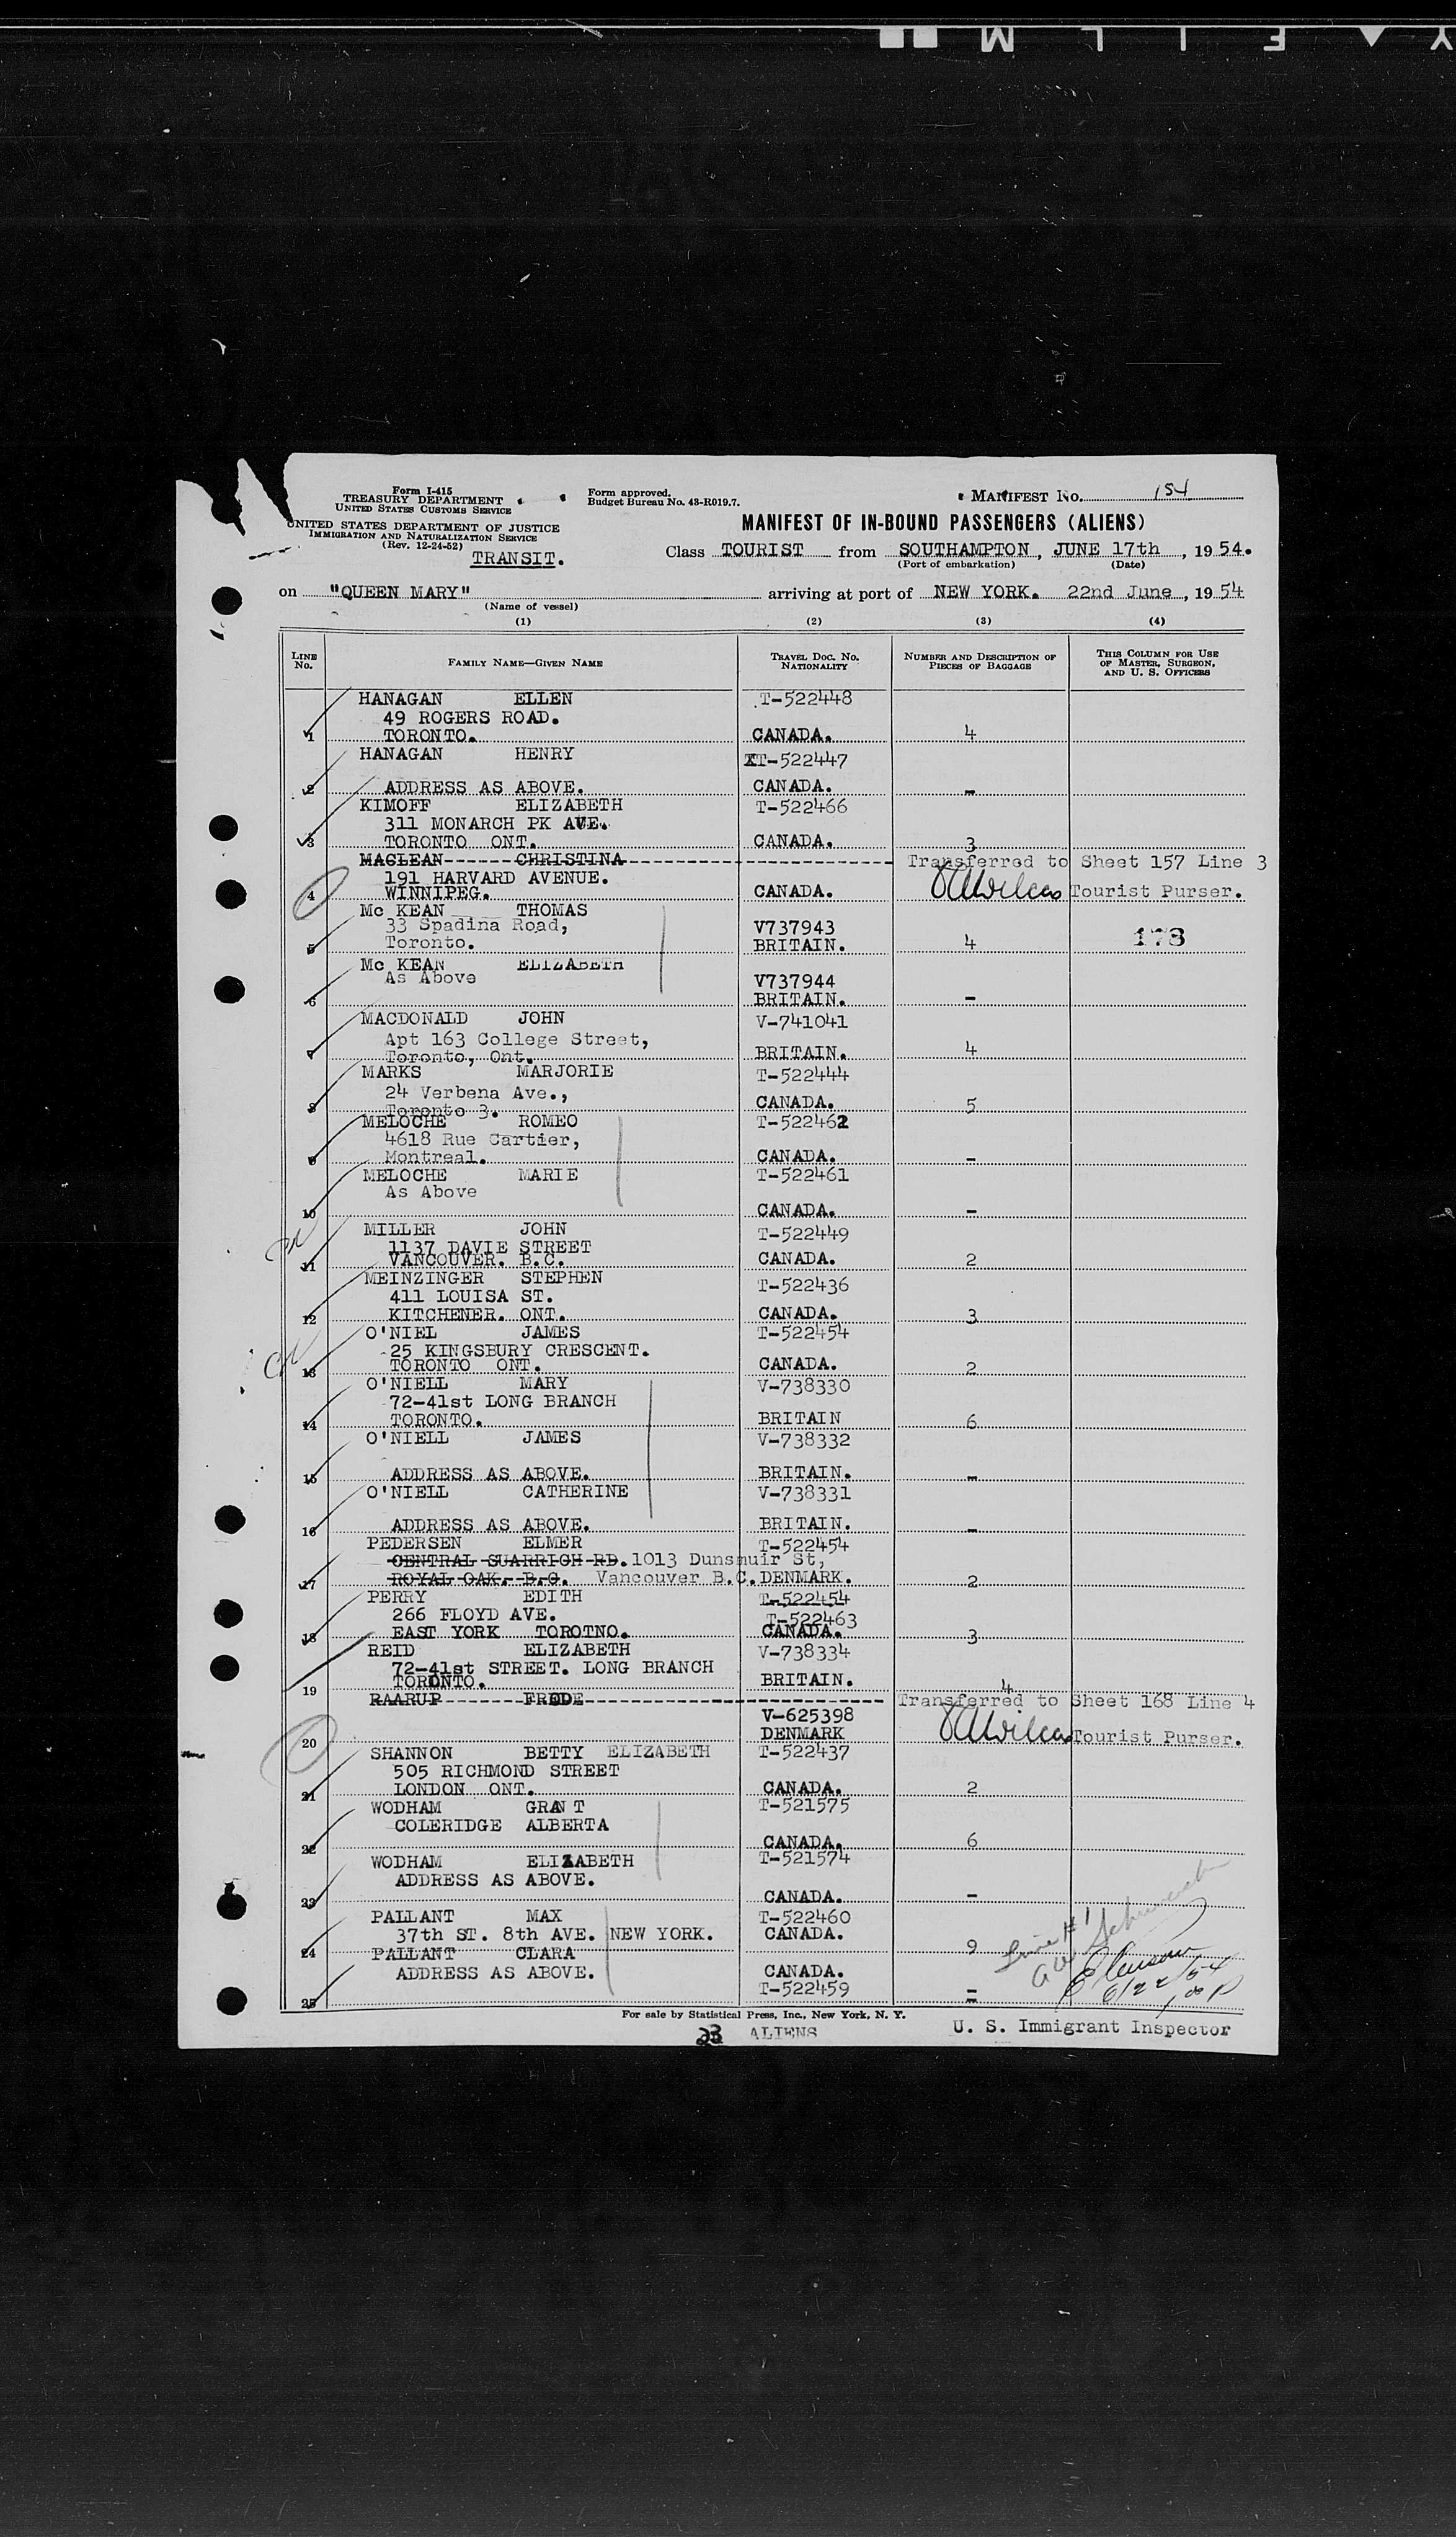 Y ▲ F I L M
Form I-415
TREASURY DEPARTMENT
UNITED STATES CUSTOMS SERVICE
UNITED STATES DEPARTMENT OF JUSTICE
IMMIGRATION AND NATURALIZATION SERVICE
(Rev. 12-24-52)
TRANSIT.
Form approved.
Budget Bureau No. 43-R019.7.
MANIFEST NO. 154
MANIFEST OF IN-BOUND PASSENGERS (ALIENS)
Class TOURIST from SOUTHAMPTON, JUNE 17th, 1954.
(Port of embarkation) (Date)
on "QUEEN MARY" arriving at port of NEW YORK. 22nd June, 1954
(Name of vessel)
(1) (2) (3) (4)
LINE NO. FAMILY NAME—GIVEN NAME TRAVEL DOC. NO. NATIONALITY NUMBER AND DESCRIPTION OF PIECES OF BAGGAGE THIS COLUMN FOR USE OF MASTER, SURGEON, AND U. S. OFFICERS
HANAGAN ELLEN T-522448
49 ROGERS ROAD.
1 TORONTO. CANADA. 4
HANAGAN HENRY XT-522447
2 ADDRESS AS ABOVE. CANADA. -
KIMOFF ELIZABETH T-522466
311 MONARCH PK AVE.
3 TORONTO ONT. CANADA. 3
MACLEAN------CHRISTINA---------- Transferred to Sheet 157 Line 3
191 HARVARD AVENUE.
4 WINNIPEG. CANADA. Tourist Purser.
Mc KEAN THOMAS
33 Spadina Road, V737943
5 Toronto. BRITAIN. 4 178
Mc KEAN ELIZABETH
As Above V737944
6 BRITAIN. -
MACDONALD JOHN V-741041
Apt 163 College Street,
7 Toronto, Ont. BRITAIN. 4
MARKS MARJORIE T-522444
24 Verbena Ave.,
8 Toronto 3. CANADA. 5
MELOCHE ROMEO T-522462
4618 Rue Cartier,
9 Montreal. CANADA. -
MELOCHE MARIE T-522461
As Above
10 CANADA. -
MILLER JOHN T-522449
1137 DAVIE STREET
11 VANCOUVER. B.C. CANADA. 2
MEINZINGER STEPHEN T-522436
411 LOUISA ST.
12 KITCHENER. ONT. CANADA. 3
O'NIEL JAMES T-522454
25 KINGSBURY CRESCENT.
13 TORONTO ONT. CANADA. 2
O'NIELL MARY V-738330
72-41st LONG BRANCH
14 TORONTO. BRITAIN 6
O'NIELL JAMES V-738332
15 ADDRESS AS ABOVE. BRITAIN. -
O'NIELL CATHERINE V-738331
16 ADDRESS AS ABOVE. BRITAIN. -
PEDERSEN ELMER T-522454
CENTRAL SUARRIGH RD. 1013 Dunsmuir St,
17 ROYAL OAK. B.C. Vancouver B.C. DENMARK. 2
PERRY EDITH T-522454
266 FLOYD AVE. T-522463
18 EAST YORK TOROTNO. CANADA. 3
REID ELIZABETH V-738334
72-41st STREET. LONG BRANCH
19 TORONTO. BRITAIN. 4
RAARUP--------FRODE---------- Transferred to Sheet 168 Line 4
V-625398
20 DENMARK Tourist Purser.
SHANNON BETTY ELIZABETH T-522437
505 RICHMOND STREET
21 LONDON ONT. CANADA. 2
WODHAM GRANT T-521575
COLERIDGE ALBERTA
22 CANADA. 6
WODHAM ELIZABETH T-521574
ADDRESS AS ABOVE.
23 CANADA. -
PALLANT MAX T-522460
37th ST. 8th AVE. NEW YORK. CANADA.
24 9
PALLANT CLARA
ADDRESS AS ABOVE. CANADA.
25 T-522459 -
6/22/54
For sale by Statistical Press, Inc., New York, N. Y.
23 ALIENS U. S. Immigrant Inspector